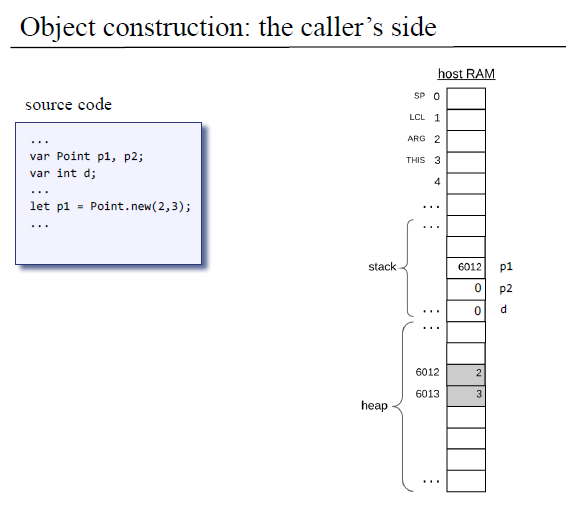 Object construction: the caller's side
source code
...
var Point p1, p2;
var int d;
...
let p1 = Point.new(2,3);
...
host RAM
SP 0
LCL 1
ARG 2
THIS 3
4
...
...
stack
6012 p1
0 p2
... 0 d
...
6012 2
6013 3
heap
...